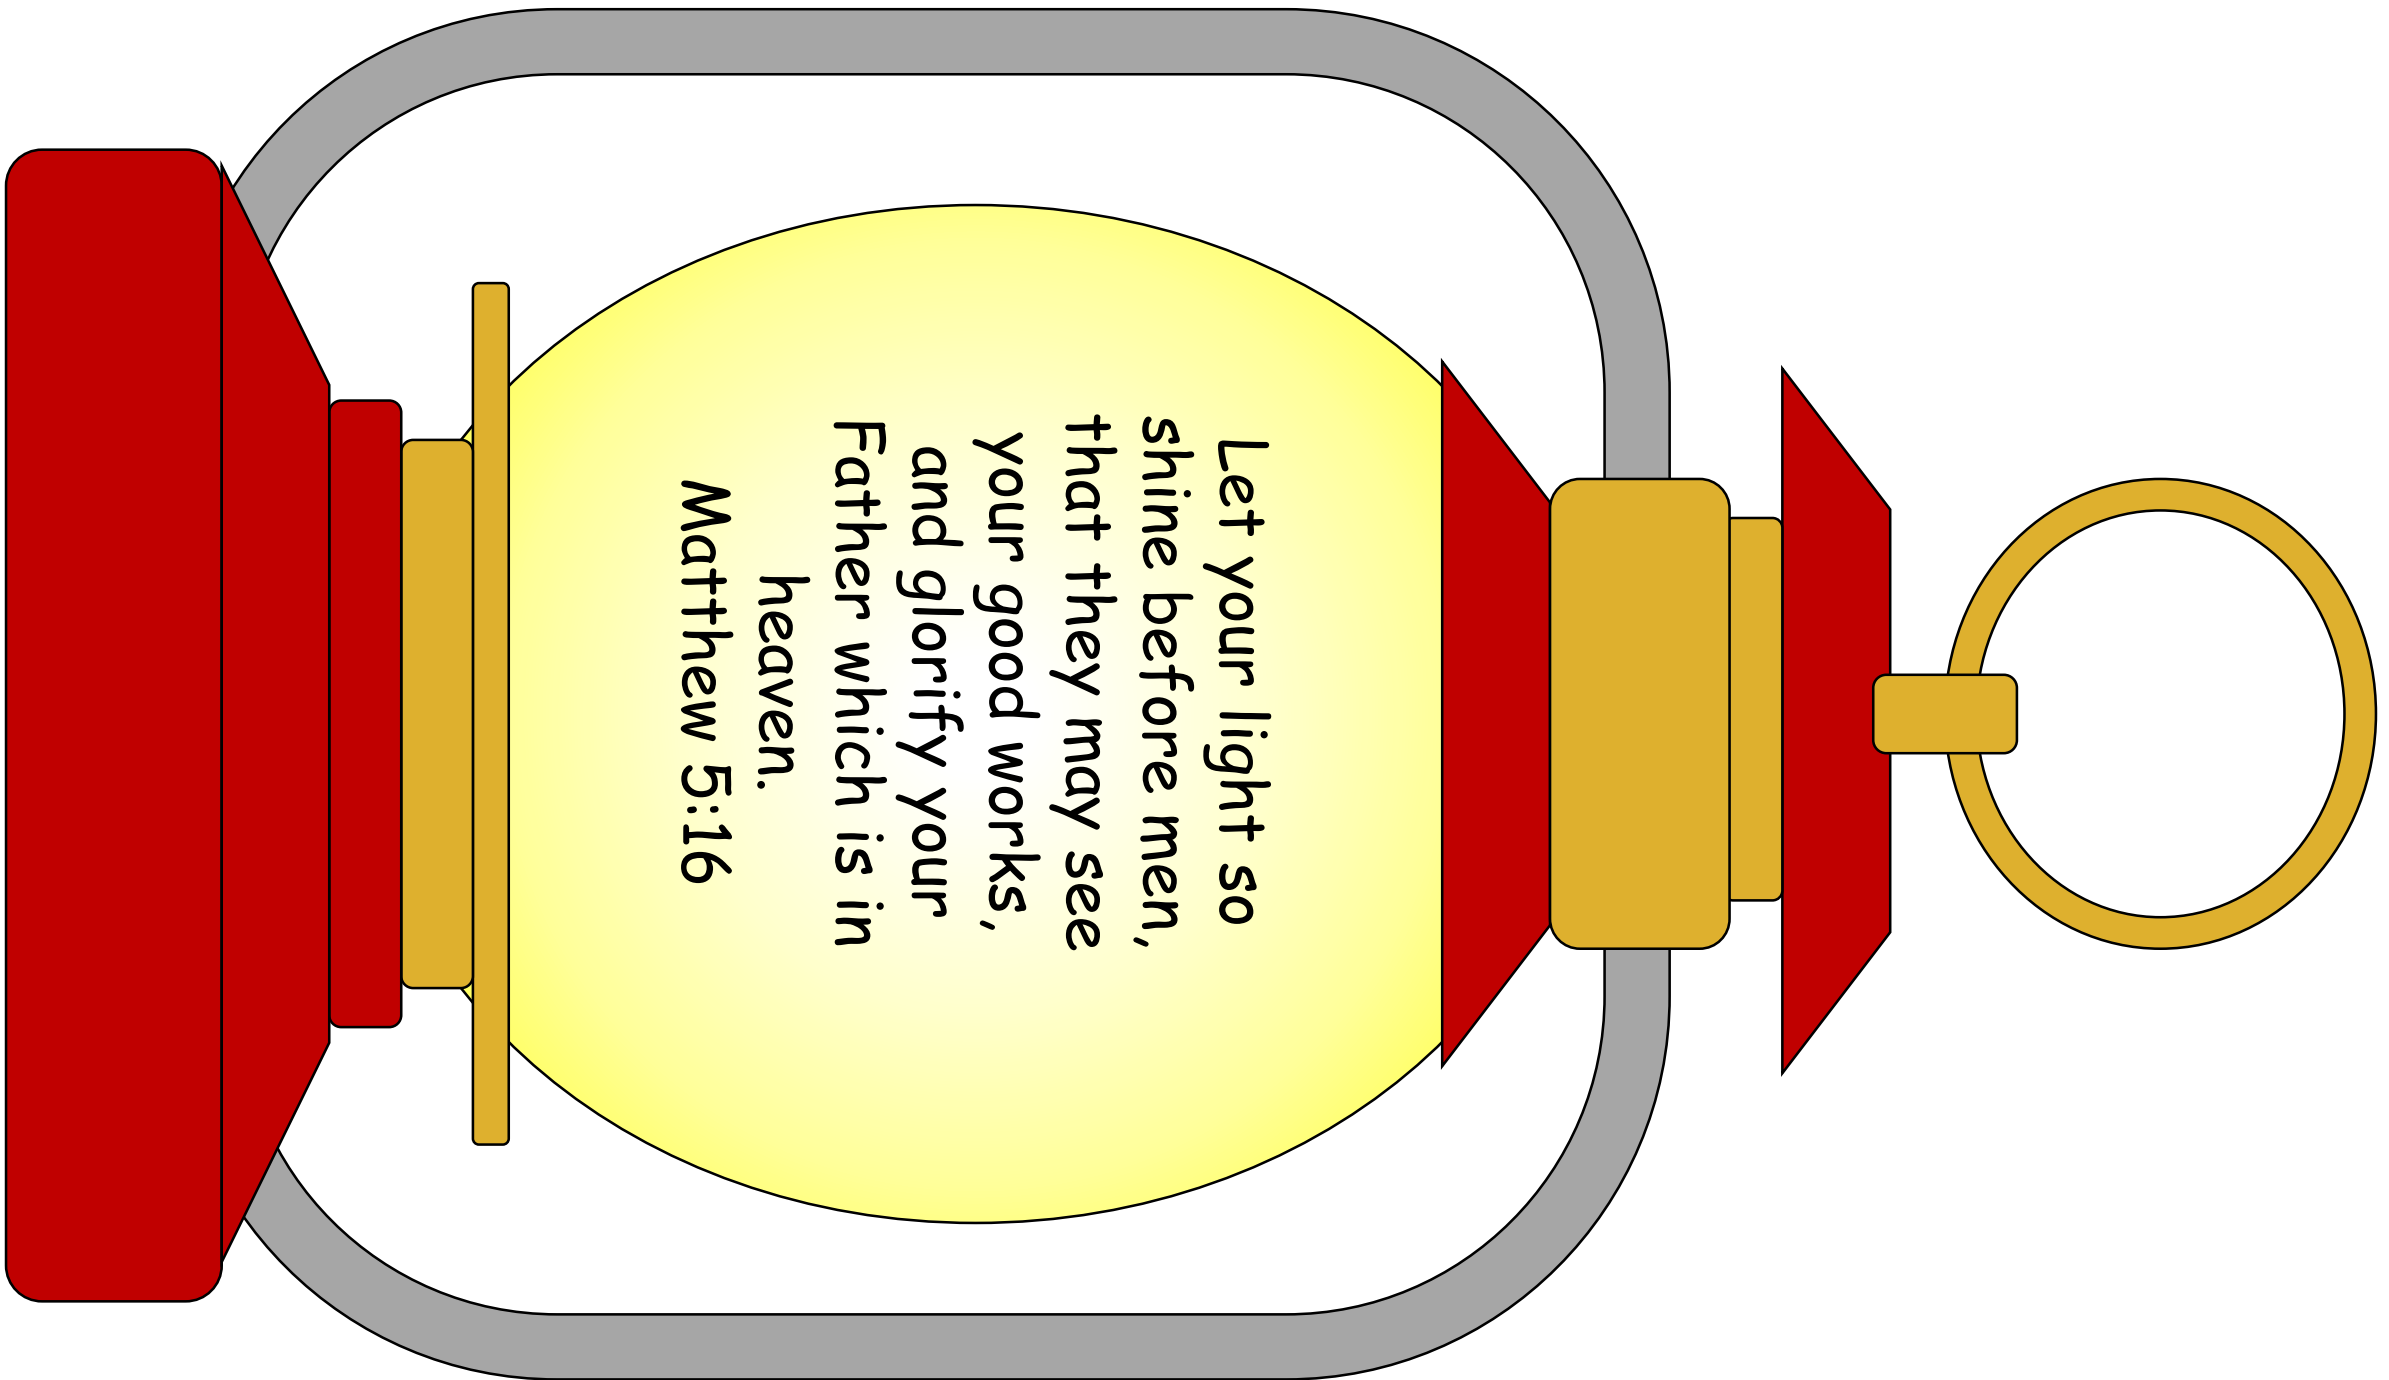 Let your light so
shine before men,
that they may see
your good works,
and glorify your
Father which is in
heaven.
Matthew 5:16